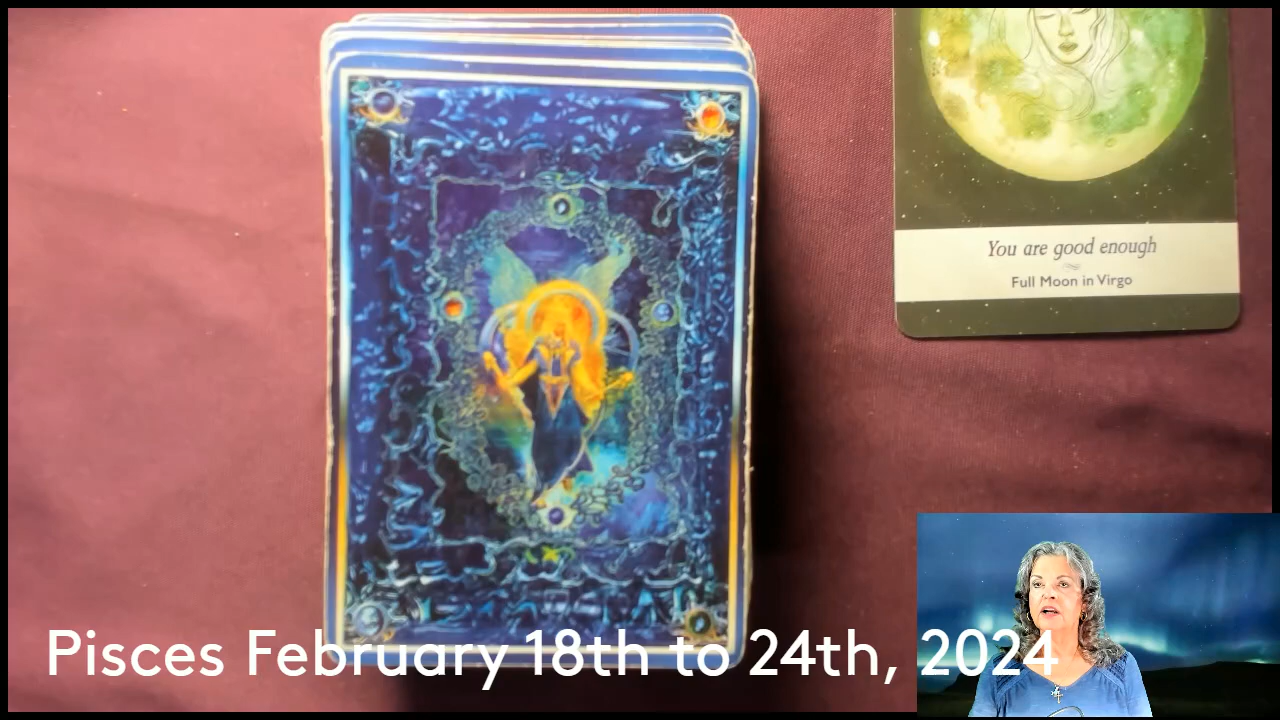 You are good enough
Full Moon in Virgo
Pisces February 18th to 24th, 2024